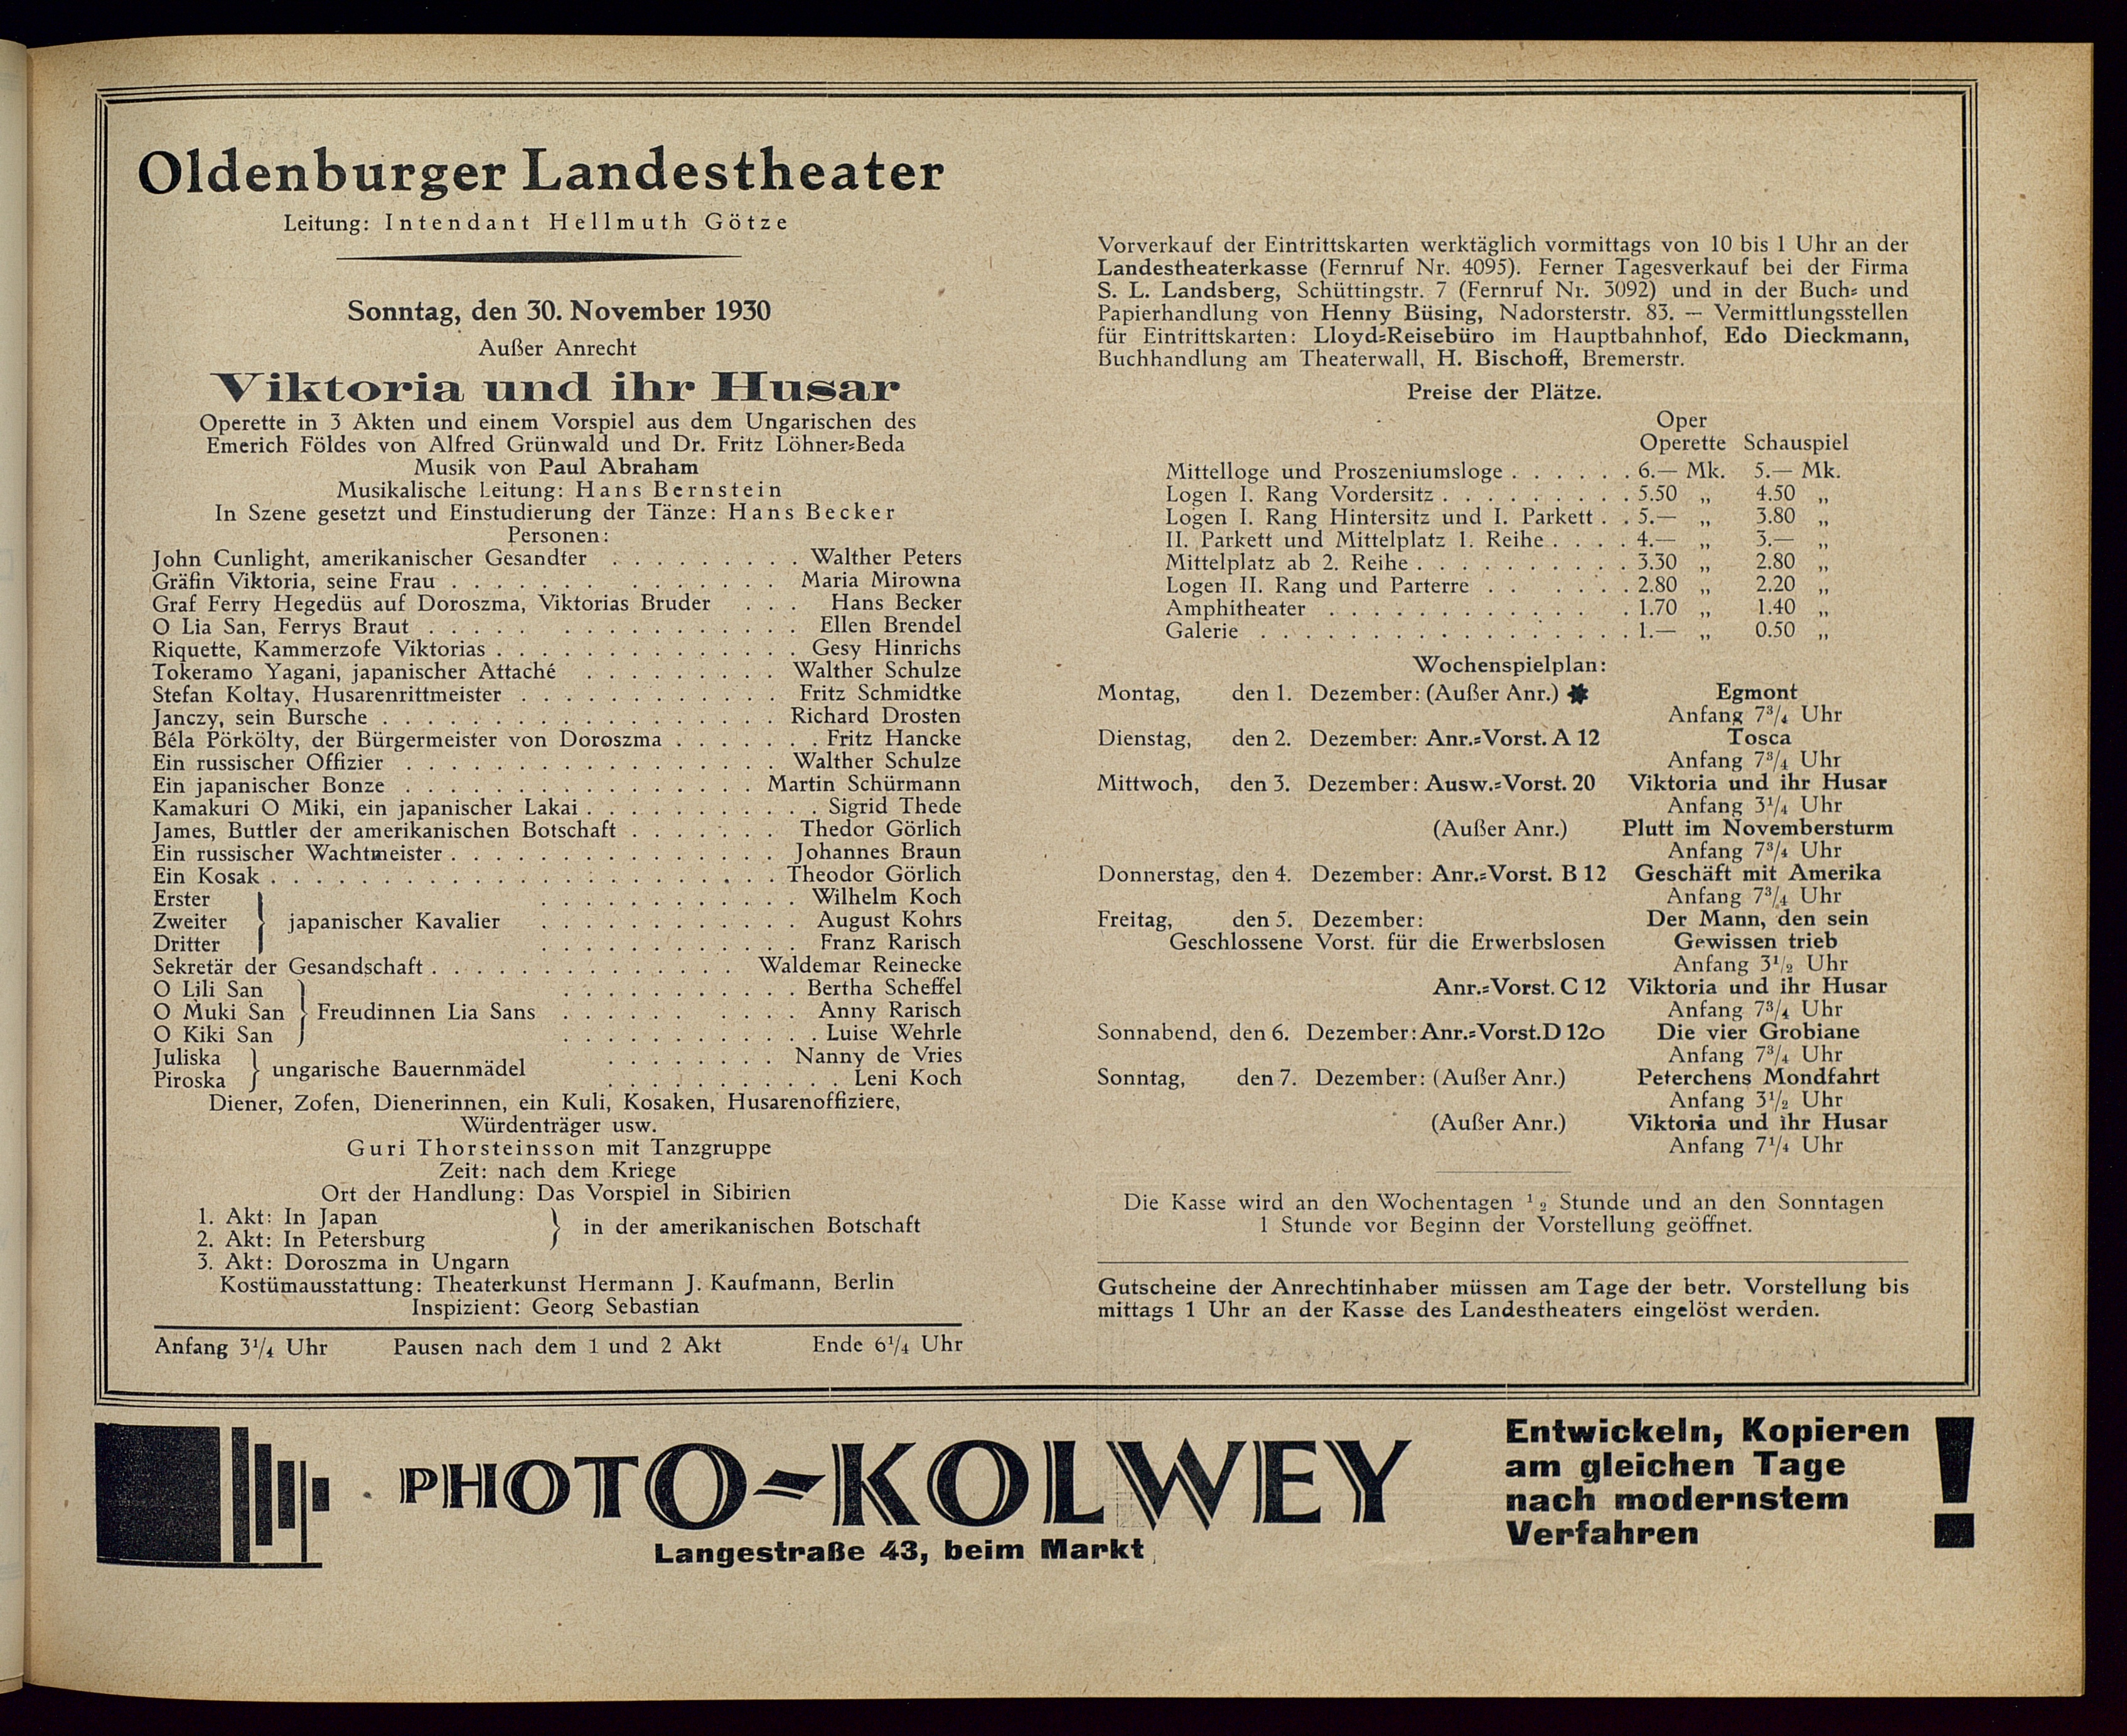 Oldenburger Landestheater
Leitung: Intendant Hellmuth Götze
Sonntag, den 30. November 1930
Außer Anrecht
Viktoria und ihr Husar
Operette in 3 Akten und einem Vorspiel aus dem Ungarischen des
Emerich Földes von Alfred Grünwald und Dr. Fritz Löhner-Beda
Musik von Paul Abraham
Musikalische Leitung: Hans Bernstein
In Szene gesetzt und Einstudierung der Tänze: Hans Becker
Personen:
John Cunlight, amerikanischer Gesandter . . . . . . . . . Walther Peters
Gräfin Viktoria, seine Frau . . . . . . . . . . . . . . . Maria Mirowna
Graf Ferry Hegedüs auf Doroszma, Viktorias Bruder . . . Hans Becker
O Lia San, Ferrys Braut . . . . . . . . . . . . . . . . Ellen Brendel
Riquette, Kammerzofe Viktorias . . . . . . . . . . . . . . Gesy Hinrichs
Tokeramo Yagani, japanischer Attaché . . . . . . . . . Walther Schulze
Stefan Koltay, Husarenrittmeister . . . . . . . . . . . . Fritz Schmidtke
Janczy, sein Bursche . . . . . . . . . . . . . . . . . . Richard Drosten
Béla Pörkölty, der Bürgermeister von Doroszma . . . . . . . Fritz Hancke
Ein russischer Offizier . . . . . . . . . . . . . . . . . Walther Schulze
Ein japanischer Bonze . . . . . . . . . . . . . . . . Martin Schürmann
Kamakuri O Miki, ein japanischer Lakai . . . . . . . . . . . Sigrid Thede
James, Buttler der amerikanischen Botschaft . . . . . . . Thedor Görlich
Ein russischer Wachtmeister . . . . . . . . . . . . . . . Johannes Braun
Ein Kosak . . . . . . . . . . . . . . . . . . . . . . . Theodor Görlich
Erster . . . . . . . . . . . . Wilhelm Koch
Zweiter } japanischer Kavalier . . . . . . . . . . . . August Kohrs
Dritter . . . . . . . . . . . . Franz Rarisch
Sekretär der Gesandschaft . . . . . . . . . . . . . . Waldemar Reinecke
O Lili San . . . . . . . . . . . Bertha Scheffel
O Muki San } Freudinnen Lia Sans . . . . . . . . . . Anny Rarisch
O Kiki San . . . . . . . . . . . . Luise Wehrle
Juliska . . . . . . . . Nanny de Vries
} ungarische Bauernmädel
Piroska . . . . . . . . . . . Leni Koch
Diener, Zofen, Dienerinnen, ein Kuli, Kosaken, Husarenoffiziere,
Würdenträger usw.
Guri Thorsteinsson mit Tanzgruppe
Zeit: nach dem Kriege
Ort der Handlung: Das Vorspiel in Sibirien
1. Akt: In Japan
} in der amerikanischen Botschaft
2. Akt: In Petersburg
3. Akt: Doroszma in Ungarn
Kostümausstattung: Theaterkunst Hermann J. Kaufmann, Berlin
Inspizient: Georg Sebastian
Anfang 3¼ Uhr Pausen nach dem 1 und 2 Akt Ende 6¼ Uhr
Vorverkauf der Eintrittskarten werktäglich vormittags von 10 bis 1 Uhr an der
Landestheaterkasse (Fernruf Nr. 4095). Ferner Tagesverkauf bei der Firma
S. L. Landsberg, Schüttingstr. 7 (Fernruf Nr. 3092) und in der Buch- und
Papierhandlung von Henny Büsing, Nadorsterstr. 83. — Vermittlungsstellen
für Eintrittskarten: Lloyd-Reisebüro im Hauptbahnhof, Edo Dieckmann,
Buchhandlung am Theaterwall, H. Bischoff, Bremerstr.
Preise der Plätze.
Oper
Operette Schauspiel
Mittelloge und Proszeniumsloge . . . . . . 6.— Mk. 5.— Mk.
Logen I. Rang Vordersitz . . . . . . . . . 5.50 „ 4.50 „
Logen I. Rang Hintersitz und I. Parkett . . 5.— „ 3.80 „
II. Parkett und Mittelplatz 1. Reihe . . . . 4.— „ 3.— „
Mittelplatz ab 2. Reihe . . . . . . . . . . 3.30 „ 2.80 „
Logen II. Rang und Parterre . . . . . . 2.80 „ 2.20 „
Amphitheater . . . . . . . . . . . . . . 1.70 „ 1.40 „
Galerie . . . . . . . . . . . . . . . . . 1.— „ 0.50 „
Wochenspielplan:
Montag, den 1. Dezember: (Außer Anr.) Egmont
Anfang 7¾ Uhr
Dienstag, den 2. Dezember: Anr.-Vorst. A 12 Tosca
Anfang 7¾ Uhr
Mittwoch, den 3. Dezember: Ausw.-Vorst. 20 Viktoria und ihr Husar
Anfang 3¼ Uhr
(Außer Anr.) Plutt im Novembersturm
Anfang 7¾ Uhr
Donnerstag, den 4. Dezember: Anr.-Vorst. B 12 Geschäft mit Amerika
Anfang 7¾ Uhr
Freitag, den 5. Dezember: Der Mann, den sein
Geschlossene Vorst. für die Erwerbslosen Gewissen trieb
Anfang 3½ Uhr
Anr.-Vorst. C 12 Viktoria und ihr Husar
Anfang 7¾ Uhr
Sonnabend, den 6. Dezember: Anr.-Vorst. D 12o Die vier Grobiane
Anfang 7¾ Uhr
Sonntag, den 7. Dezember: (Außer Anr.) Peterchens Mondfahrt
Anfang 3½ Uhr
(Außer Anr.) Viktoria und ihr Husar
Anfang 7¼ Uhr
Die Kasse wird an den Wochentagen ½ Stunde und an den Sonntagen
1 Stunde vor Beginn der Vorstellung geöffnet.
Gutscheine der Anrechtinhaber müssen am Tage der betr. Vorstellung bis
mittags 1 Uhr an der Kasse des Landestheaters eingelöst werden.
PHOTO-KOLWEY
Langestraße 43, beim Markt
Entwickeln, Kopieren
am gleichen Tage
nach modernstem
Verfahren
!